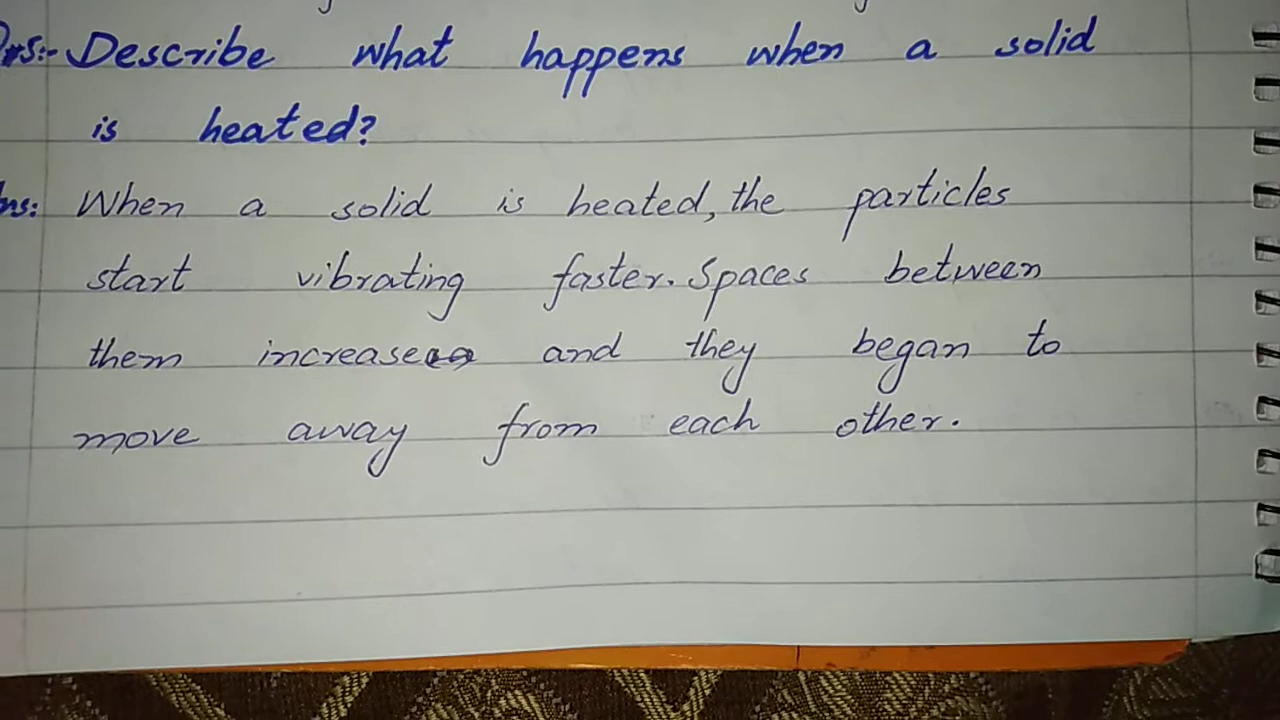 Describe what happens when a solid
is heated?
Ans: When a solid is heated, the particles
start vibrating faster. Spaces between
them increase and they began to
move away from each other.